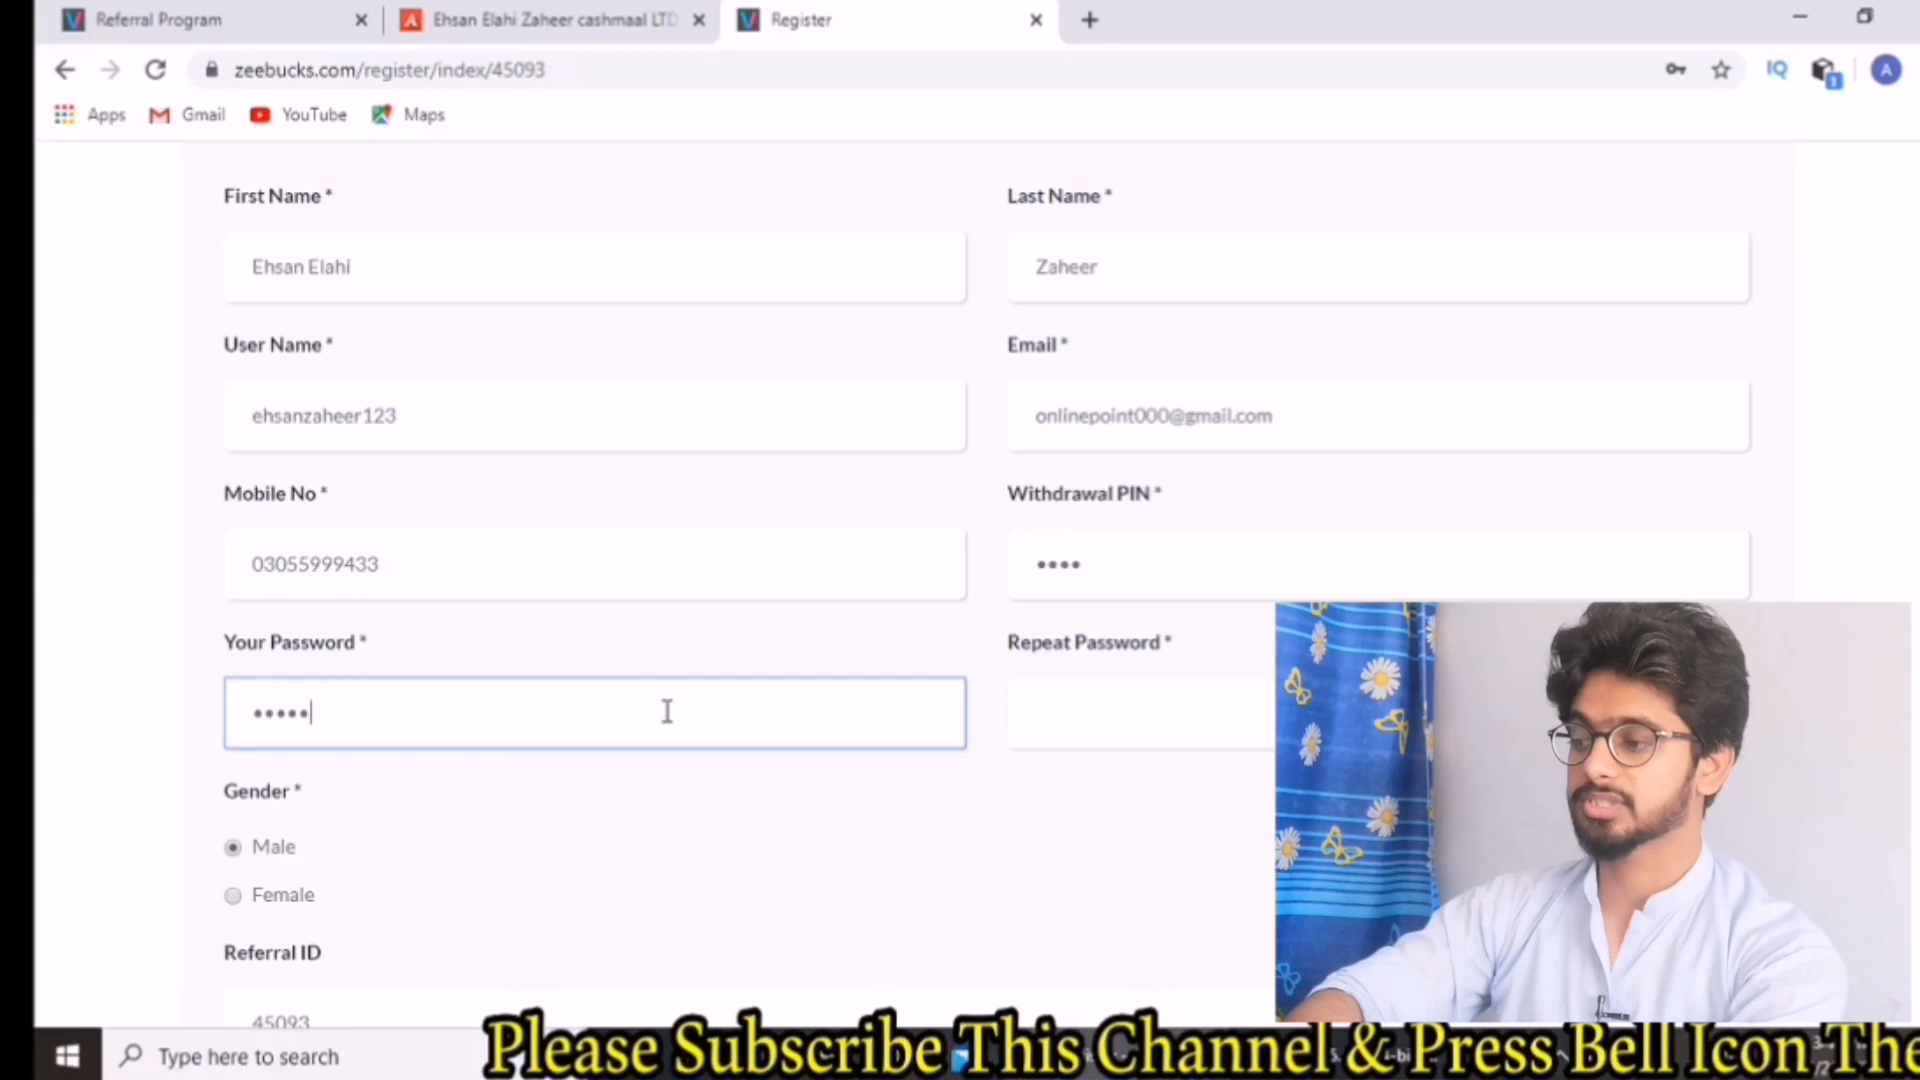 Referral Program
Ehsan Elahi Zaheer cashmaal LTD
Register
zeebucks.com/register/index/45093
IQ
1
A
Apps
Gmail
YouTube
Maps
First Name *
Last Name *
Ehsan Elahi
Zaheer
User Name *
Email *
ehsanzaheer123
onlinepoint000@gmail.com
Mobile No *
Withdrawal PIN *
03055999433
••••
Your Password *
Repeat Password *
•••••
Gender *
Male
Female
Referral ID
45093
Type here to search
Please Subscribe This Channel & Press Bell Icon The